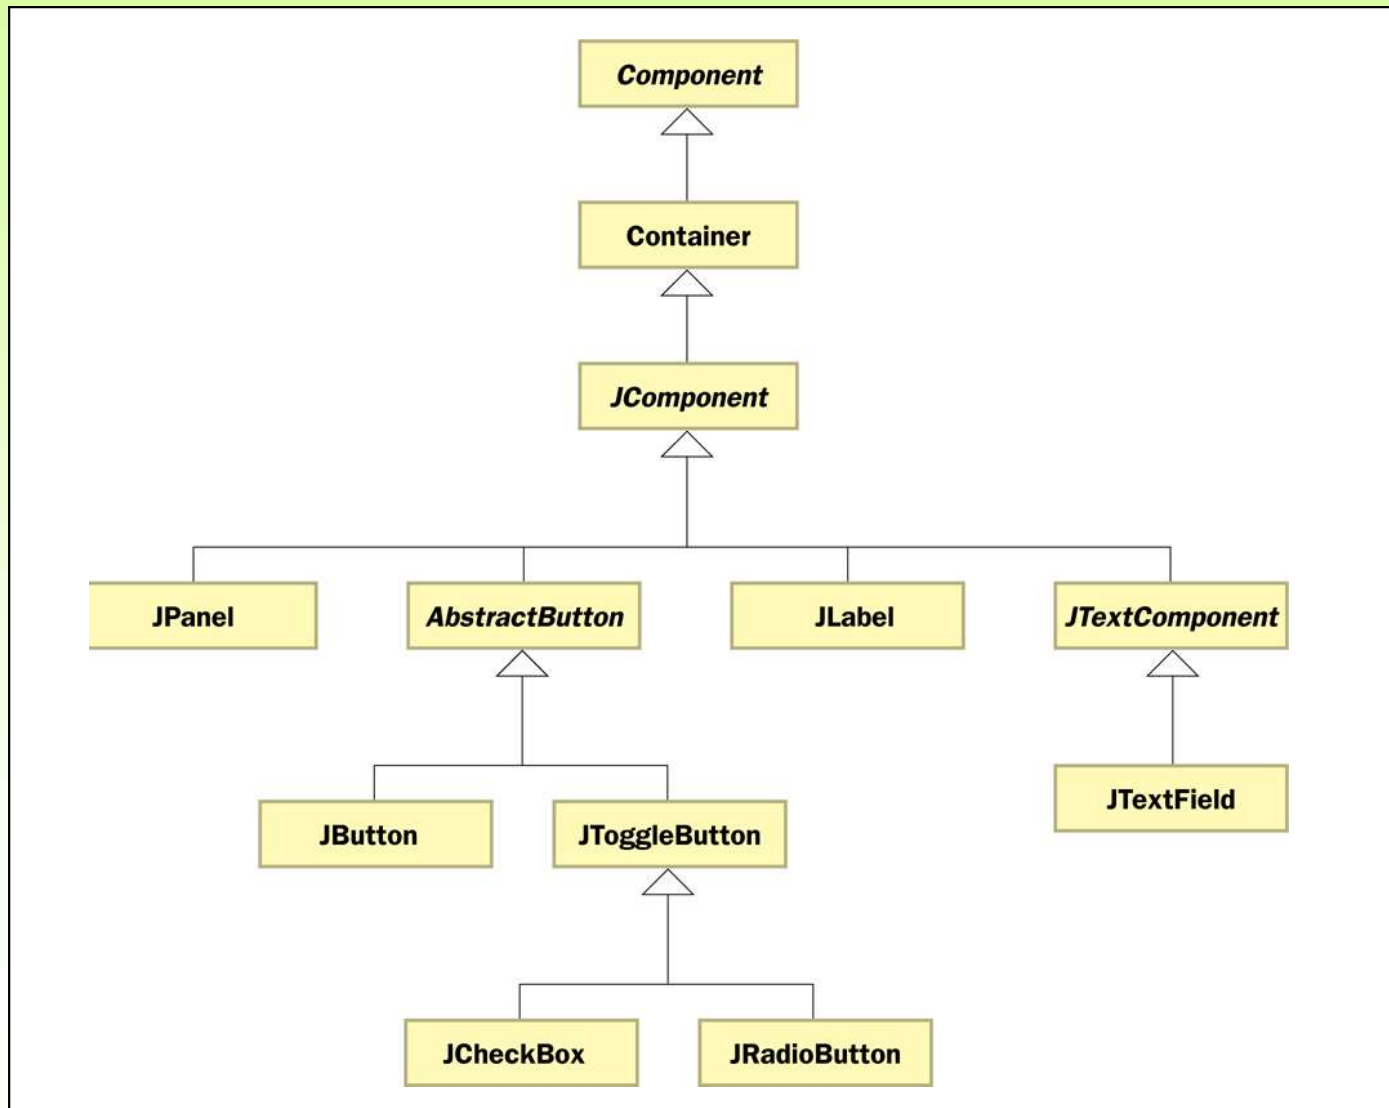 Component
Container
JComponent
JPanel
AbstractButton
JLabel
JTextComponent
JButton
JToggleButton
JTextField
JCheckBox
JRadioButton